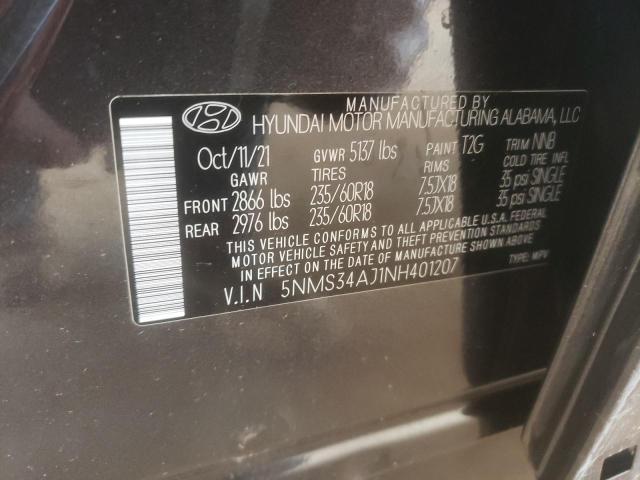 MANUFACTURED BY
HYUNDAI MOTOR MANUFACTURING ALABAMA, LLC
Oct/11/21 GVWR 5137 lbs PAINT T2G TRIM NNB
GAWR TIRES RIMS COLD TIRE INFL
FRONT 2866 lbs 235/60R18 7.5JX18 35 psi SINGLE
REAR 2976 lbs 235/60R18 7.5JX18 35 psi SINGLE
THIS VEHICLE CONFORMS TO ALL APPLICABLE U.S.A. FEDERAL
MOTOR VEHICLE SAFETY AND THEFT PREVENTION STANDARDS
IN EFFECT ON THE DATE OF MANUFACTURE SHOWN ABOVE
V.I.N 5NMS34AJ1NH401207 TYPE: MPV